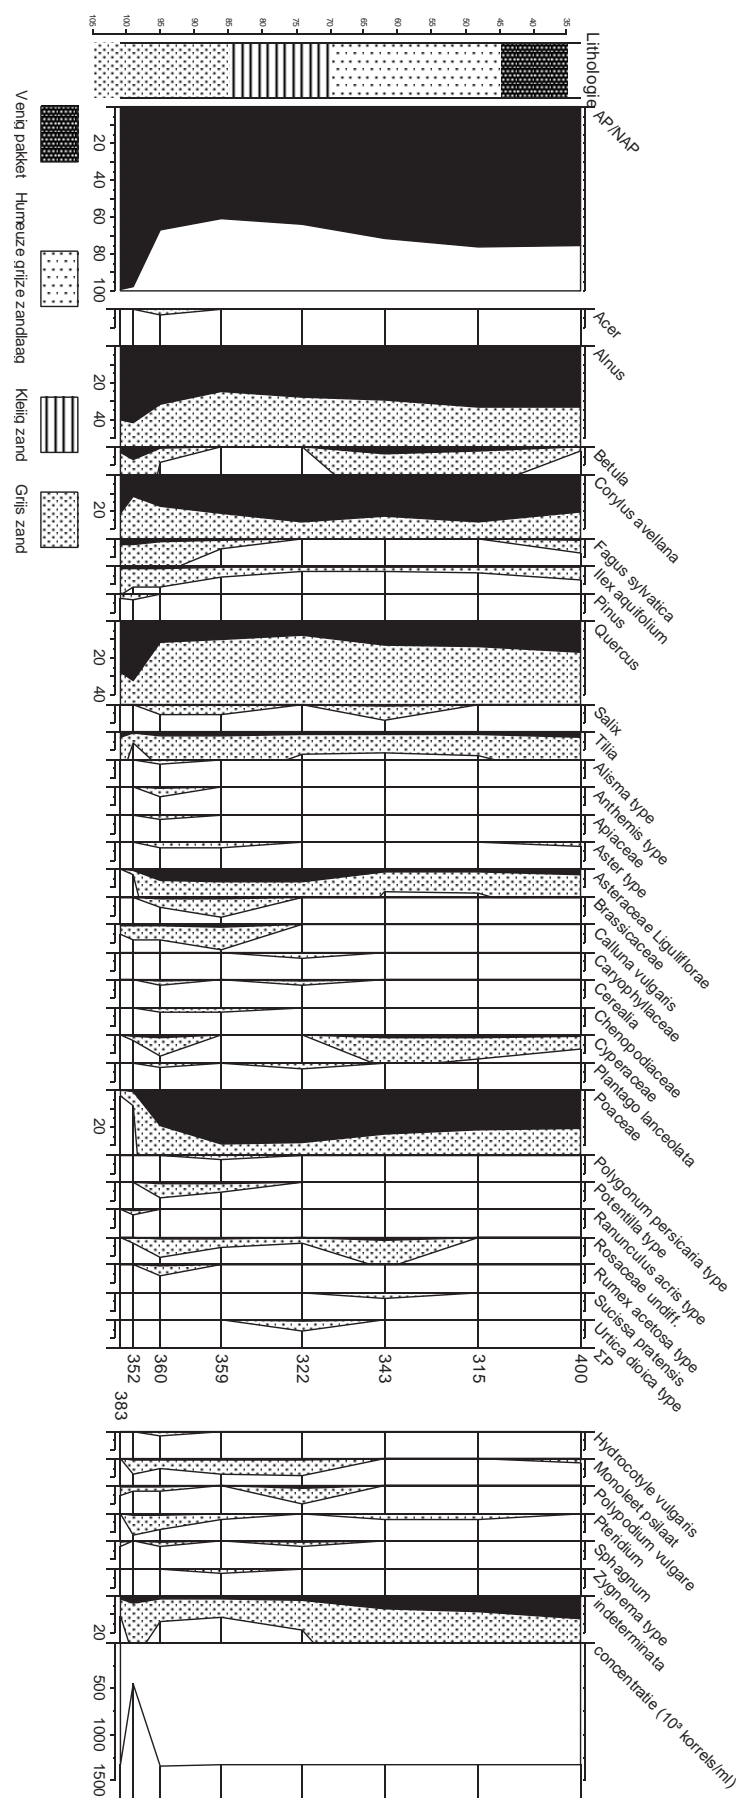 105
100
95
90
85
80
75
70
65
60
55
50
45
40
35
Lithologie
AP/NAP
20
40
60
80
100
Acer
Alnus
20
40
Betula
Corylus avellana
20
Fagus sylvatica
Ilex aquifolium
Pinus
Quercus
20
40
Salix
Tilia
Alisma type
Anthemis type
Apiaceae
Aster type
Asteraceae Liguliflorae
Brassicaceae
Calluna vulgaris
Caryophyllaceae
Cerealia
Chenopodiaceae
Cyperaceae
Plantago lanceolata
Poaceae
20
Polygonum persicaria type
Potentilla type
Ranunculus acris type
Rosaceae undiff.
Rumex acetosa type
Sucissa pratensis
Urtica dioica type
ΣP
383
352
360
359
322
343
315
400
Hydrocotyle vulgaris
Monoleet psilaat
Polypodium vulgare
Pteridium
Sphagnum
Zygnema type
indeterminata
20
concentratie (10³ korrels/ml)
500
1000
1500
Venig pakket
Humeuze grijze zandlaag
Kleiig zand
Grijs zand